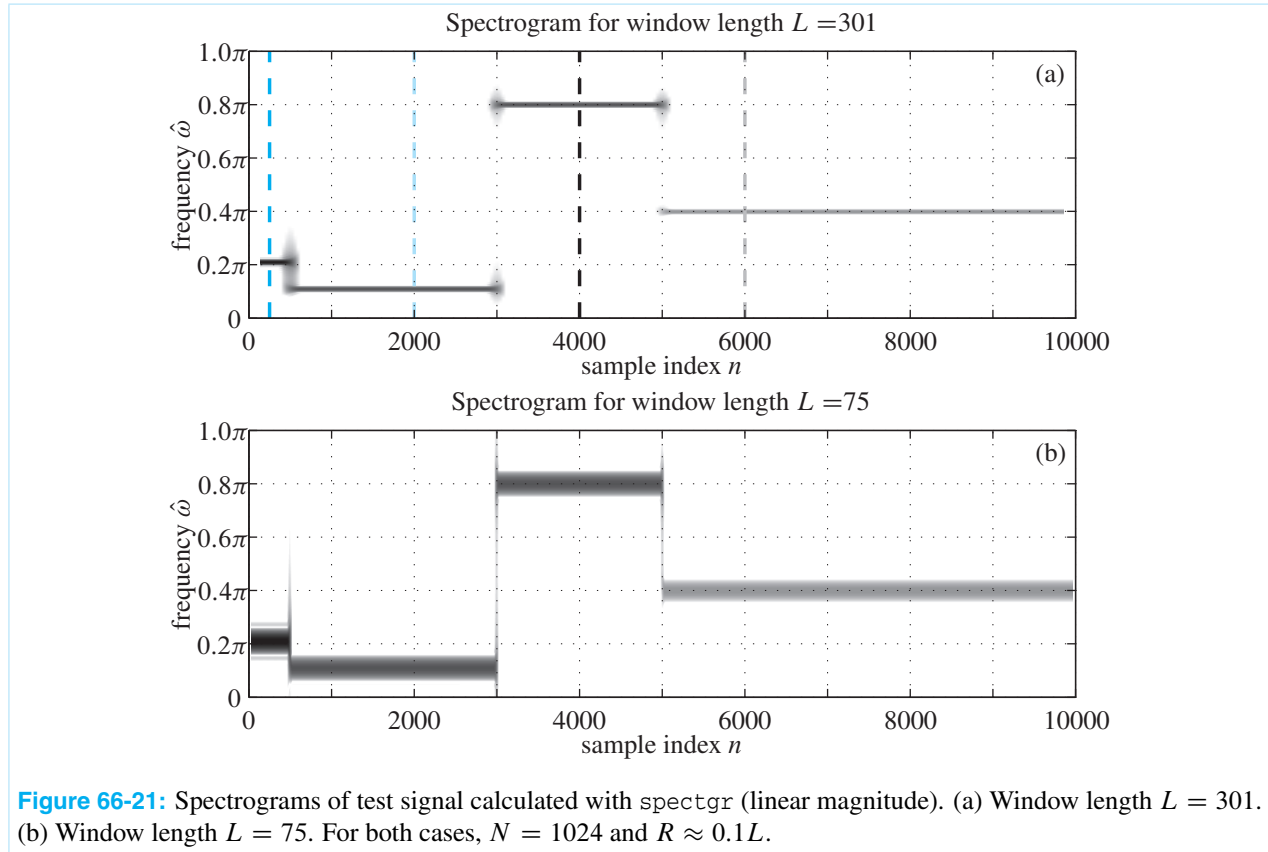 Spectrogram for window length L =301
1.0π
(a)
0.8π
0.6π
0.4π
0.2π
0
frequency ω̂
0 2000 4000 6000 8000 10000
sample index n
Spectrogram for window length L =75
1.0π
(b)
0.8π
0.6π
0.4π
0.2π
0
frequency ω̂
0 2000 4000 6000 8000 10000
sample index n
Figure 66-21: Spectrograms of test signal calculated with spectgr (linear magnitude). (a) Window length L = 301.
(b) Window length L = 75. For both cases, N = 1024 and R ≈ 0.1L.